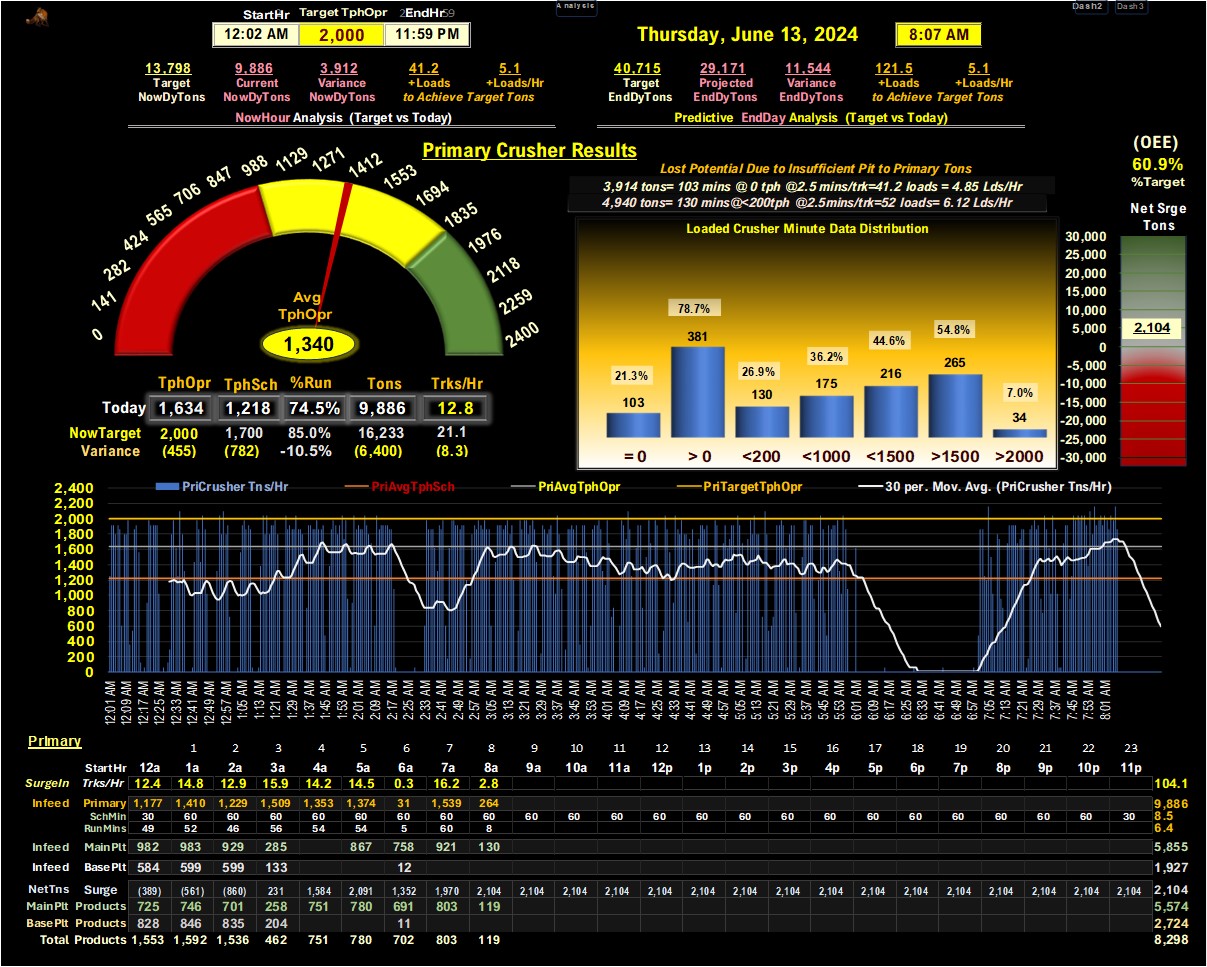 Analysis
Dash2 Dash3
StartHr Target TphOpr EndHr
12:02 AM 2,000 11:59 PM
Thursday, June 13, 2024 8:07 AM
13.798 9.886 3.912 41.2 5.1
Target Current Variance +Loads +Loads/Hr
NowDyTons NowDyTons NowDyTons to Achieve Target Tons
NowHour Analysis (Target vs Today)
40.715 29,171 11.544 121.5 5.1
Target Projected Variance +Loads +Loads/Hr
EndDyTons EndDyTons EndDyTons to Achieve Target Tons
Predictive EndDay Analysis (Target vs Today)
Primary Crusher Results
0 141 282 424 565 706 847 988 1129 1271 1412 1553 1694 1835 1976 2118 2259 2400
Avg
TphOpr
1,340
TphOpr TphSch %Run Tons Trks/Hr
Today 1,634 1,218 74.5% 9,886 12.8
NowTarget 2,000 1,700 85.0% 16,233 21.1
Variance (455) (782) -10.5% (6,400) (8.3)
Lost Potential Due to Insufficient Pit to Primary Tons
3,914 tons= 103 mins @ 0 tph @2.5 mins/trk=41.2 loads = 4.85 Lds/Hr
4,940 tons= 130 mins@<200tph @2.5mins/trk=52 loads= 6.12 Lds/Hr
Loaded Crusher Minute Data Distribution
21.3% 78.7% 26.9% 36.2% 44.6% 54.8% 7.0%
103 381 130 175 216 265 34
= 0 > 0 <200 <1000 <1500 >1500 >2000
(OEE)
60.9%
%Target
Net Srge
Tons
30,000
25,000
20,000
15,000
10,000
5,000
0
-5,000
-10,000
-15,000
-20,000
-25,000
-30,000
2,104
PriCrusher Tns/Hr PriAvgTphSch PriAvgTphOpr PriTargetTphOpr 30 per. Mov. Avg. (PriCrusher Tns/Hr)
2,400
2,200
2,000
1,800
1,600
1,400
1,200
1,000
800
600
400
200
0
12:01 AM 12:09 AM 12:17 AM 12:25 AM 12:33 AM 12:41 AM 12:49 AM 12:57 AM 1:05 AM 1:13 AM 1:21 AM 1:29 AM 1:37 AM 1:45 AM 1:53 AM 2:01 AM 2:09 AM 2:17 AM 2:25 AM 2:33 AM 2:41 AM 2:49 AM 2:57 AM 3:05 AM 3:13 AM 3:21 AM 3:29 AM 3:37 AM 3:45 AM 3:53 AM 4:01 AM 4:09 AM 4:17 AM 4:25 AM 4:33 AM 4:41 AM 4:49 AM 4:57 AM 5:05 AM 5:13 AM 5:21 AM 5:29 AM 5:37 AM 5:45 AM 5:53 AM 6:01 AM 6:09 AM 6:17 AM 6:25 AM 6:33 AM 6:41 AM 6:49 AM 6:57 AM 7:05 AM 7:13 AM 7:21 AM 7:29 AM 7:37 AM 7:45 AM 7:53 AM 8:01 AM
Primary
1 2 3 4 5 6 7 8 9 10 11 12 13 14 15 16 17 18 19 20 21 22 23
StartHr 12a 1a 2a 3a 4a 5a 6a 7a 8a 9a 10a 11a 12p 1p 2p 3p 4p 5p 6p 7p 8p 9p 10p 11p
SurgeIn Trks/Hr 12.4 14.8 12.9 15.9 14.2 14.5 0.3 16.2 2.8 104.1
Infeed Primary 1,177 1,410 1,229 1,509 1,353 1,374 31 1,539 264 9,886
SchMin 30 60 60 60 60 60 60 60 60 60 60 60 60 60 60 60 60 60 60 60 60 60 60 30 8.5
RunMins 49 52 46 56 54 54 5 60 8 6.4
Infeed MainPlt 982 983 929 285 867 758 921 130 5,855
Infeed BasePlt 584 599 599 133 12 1,927
NetTns Surge (389) (561) (860) 231 1,584 2,091 1,352 1,970 2,104 2,104 2,104 2,104 2,104 2,104 2,104 2,104 2,104 2,104 2,104 2,104 2,104 2,104 2,104 2,104 2,104
MainPlt Products 725 746 701 258 751 780 691 803 119 5,574
BasePlt Products 828 846 835 204 11 2,724
Total Products 1,553 1,592 1,536 462 751 780 702 803 119 8,298